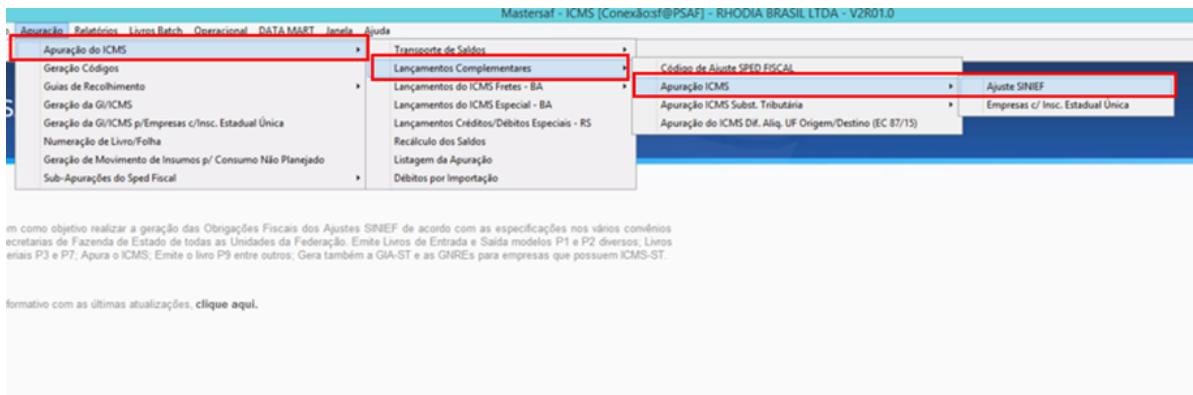 Mastersaf - ICMS [Conexão:sf@PSAF] - RHODIA BRASIL LTDA - V2R01.0
Apuração Relatórios Livros Batch Operacional DATA MART Janela Ajuda
Apuração do ICMS
Geração Códigos
Guias de Recolhimento
Geração da GI/ICMS
Geração da GI/ICMS p/Empresas c/Insc. Estadual Única
Numeração de Livro/Folha
Geração de Movimento de Insumos p/ Consumo Não Planejado
Sub-Apurações do Sped Fiscal
Transporte de Saldos
Lançamentos Complementares
Lançamentos do ICMS Fretes - BA
Lançamentos do ICMS Especial - BA
Lançamentos Créditos/Débitos Especiais - RS
Recálculo dos Saldos
Listagem da Apuração
Débitos por Importação
Código de Ajuste SPED FISCAL
Apuração ICMS
Apuração ICMS Subst. Tributária
Apuração do ICMS Dif. Aliq. UF Origem/Destino (EC 87/15)
Ajuste SINIEF
Empresas c/ Insc. Estadual Única
S
em como objetivo realizar a geração das Obrigações Fiscais dos Ajustes SINIEF de acordo com as especificações nos vários convênios
ecretarias de Fazenda de Estado de todas as Unidades da Federação. Emite Livros de Entrada e Saída modelos P1 e P2 diversos; Livros
eriais P3 e P7; Apura o ICMS; Emite o livro P9 entre outros; Gera também a GIA-ST e as GNREs para empresas que possuem ICMS-ST.
formativo com as últimas atualizações, clique aqui.